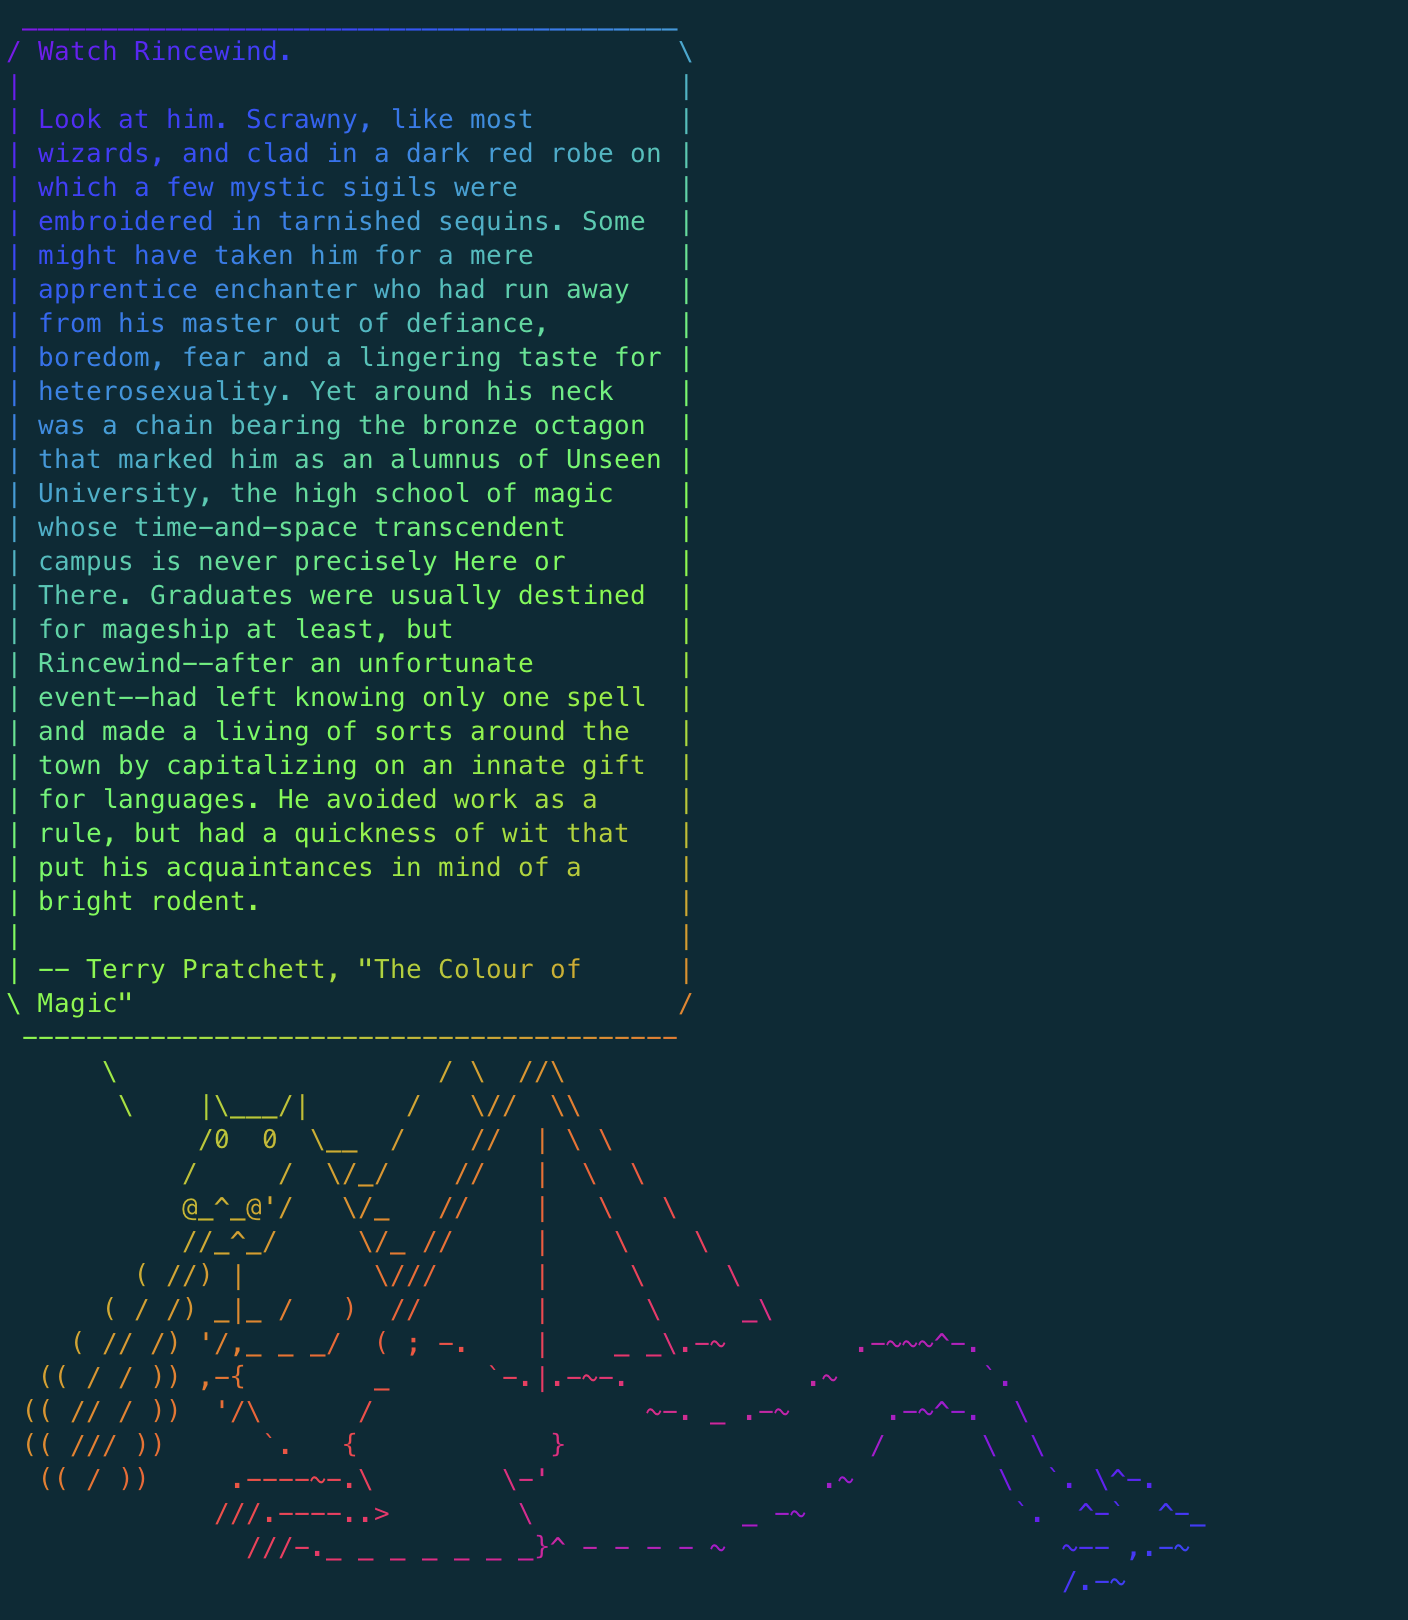 Watch Rincewind.
Look at him. Scrawny, like most
wizards, and clad in a dark red robe on
which a few mystic sigils were
embroidered in tarnished sequins. Some
might have taken him for a mere
apprentice enchanter who had run away
from his master out of defiance,
boredom, fear and a lingering taste for
heterosexuality. Yet around his neck
was a chain bearing the bronze octagon
that marked him as an alumnus of Unseen
University, the high school of magic
whose time-and-space transcendent
campus is never precisely Here or
There. Graduates were usually destined
for mageship at least, but
Rincewind--after an unfortunate
event--had left knowing only one spell
and made a living of sorts around the
town by capitalizing on an innate gift
for languages. He avoided work as a
rule, but had a quickness of wit that
put his acquaintances in mind of a
bright rodent.
-- Terry Pratchett, "The Colour of
Magic"